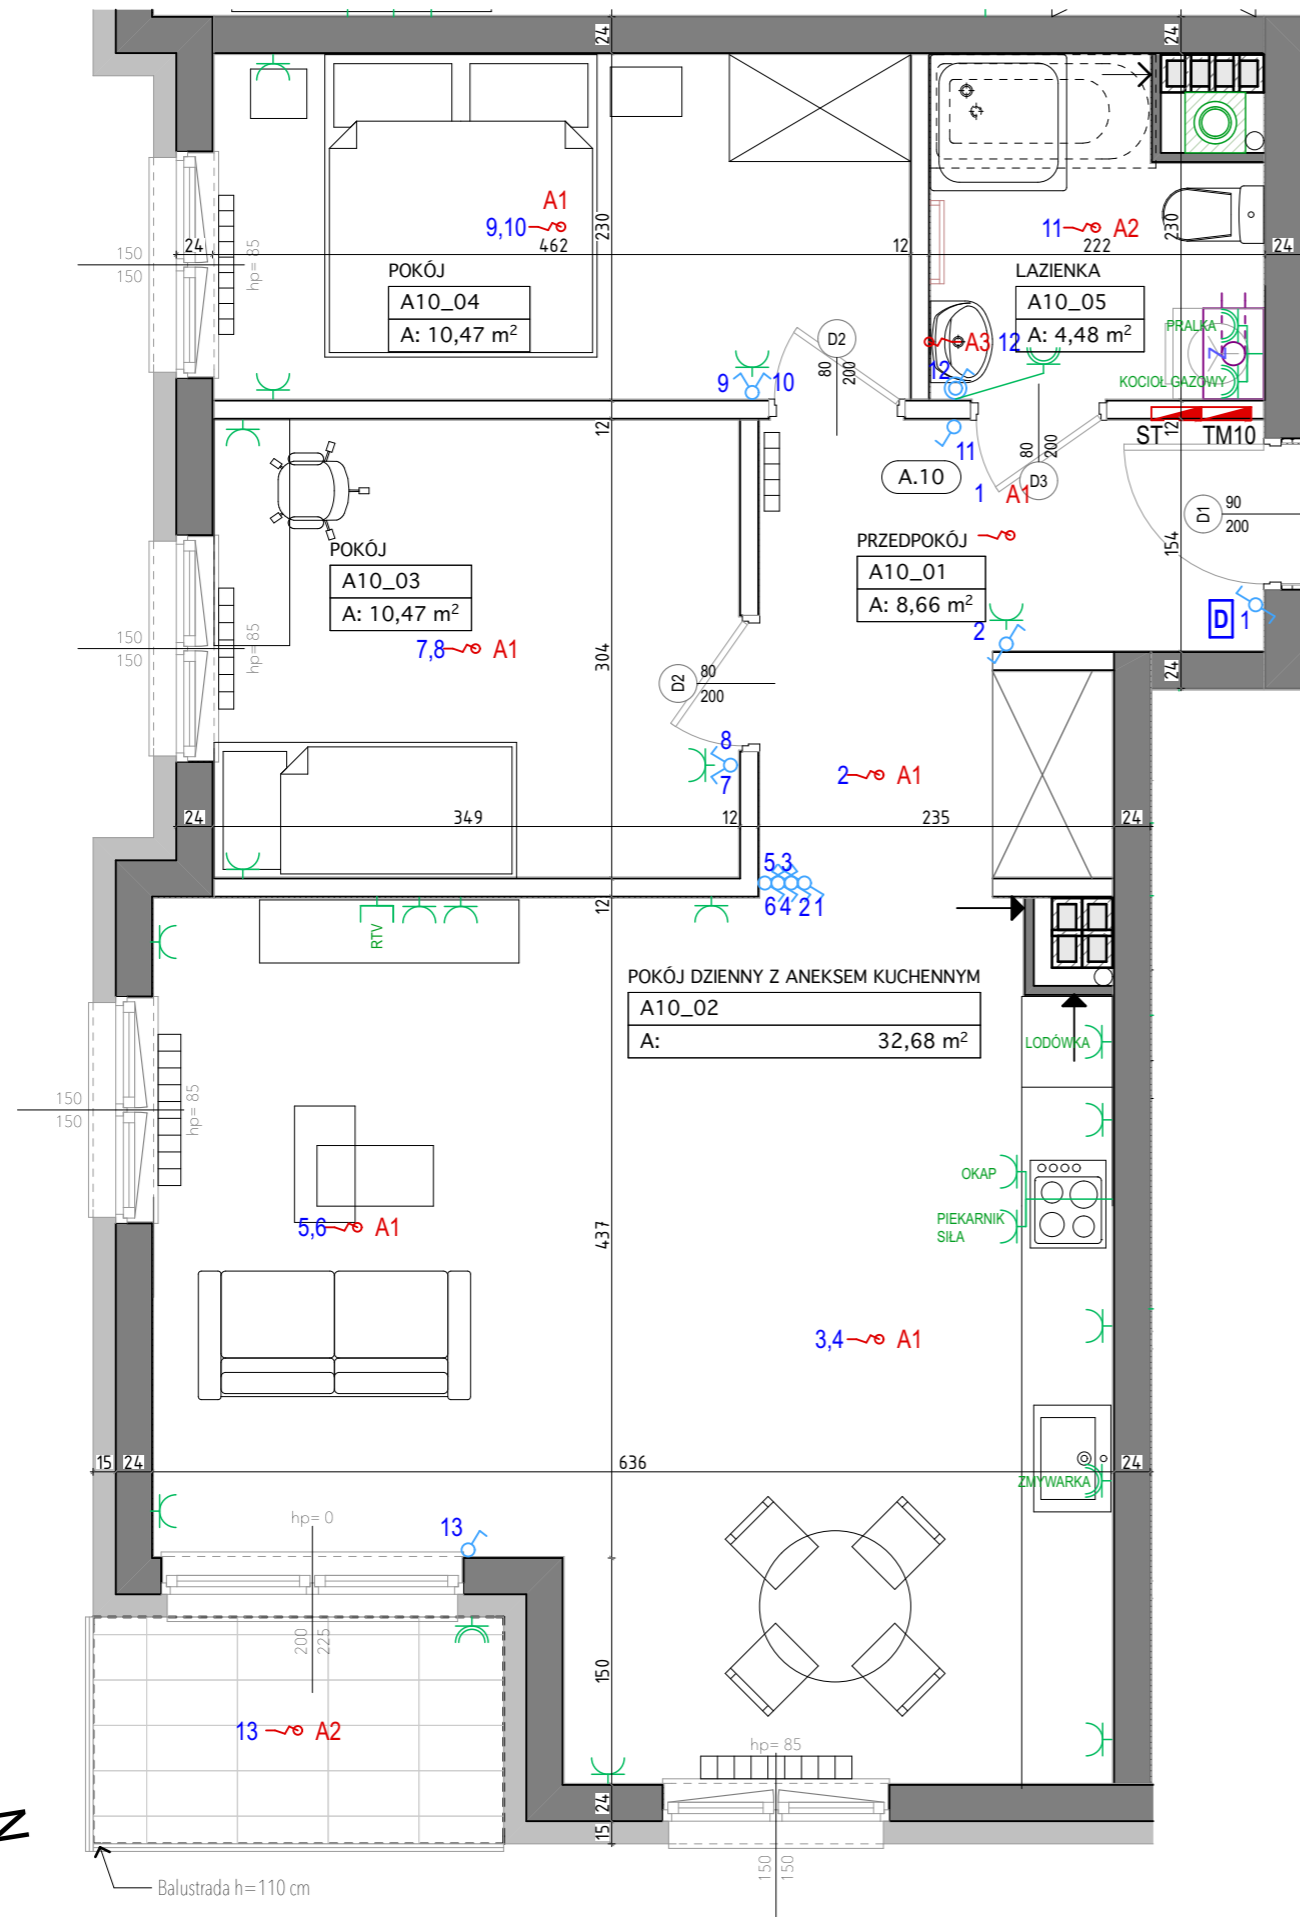 24
24
A1
9,10
462
230
12
11
A2
222
230
24
24
150
150
hp= 85
POKÓJ
A10_04
A: 10,47 m²
LAZIENKA
A10_05
A: 4,48 m²
PRALKA
Z
KOCIOŁ GAZOWY
A3
12
12
D2
80
200
9
10
12
11
ST
TM10
12
80
200
D3
A.10
1
A1
D1
90
200
154
POKÓJ
A10_03
A: 10,47 m²
PRZEDPOKÓJ
A10_01
A: 8,66 m²
D
1
2
7,8
A1
150
150
hp= 85
304
D2
80
200
24
8
7
2
A1
24
349
12
235
24
5
3
6
4
2
1
12
RTV
POKÓJ DZIENNY Z ANEKSEM KUCHENNYM
A10_02
A: 32,68 m²
LODÓWKA
150
150
hp= 85
OKAP
PIEKARNIK
SIŁA
5,6
A1
437
3,4
A1
15
24
636
24
ZMYWARKA
hp= 0
13
200
225
150
13
A2
hp= 85
24
15
150
150
N
Balustrada h=110 cm